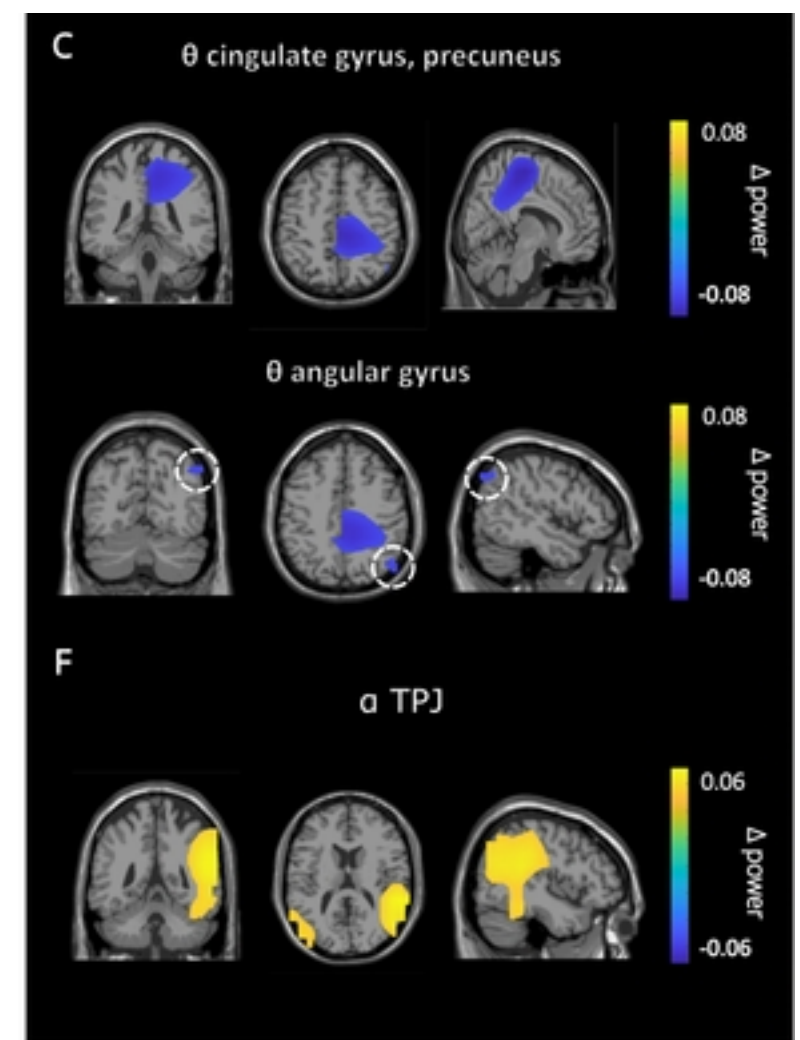 C
θ cingulate gyrus, precuneus
0.08
Δ power
-0.08
θ angular gyrus
0.08
Δ power
-0.08
F
α TPJ
0.06
Δ power
-0.06